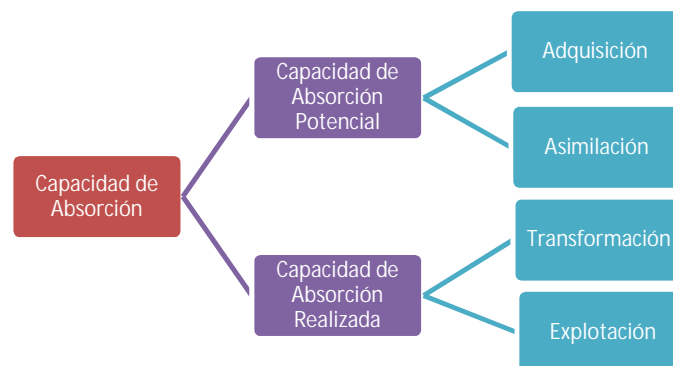 Capacidad de
Absorción
Capacidad de
Absorción
Potencial
Adquisición
Asimilación
Capacidad de
Absorción
Realizada
Transformación
Explotación